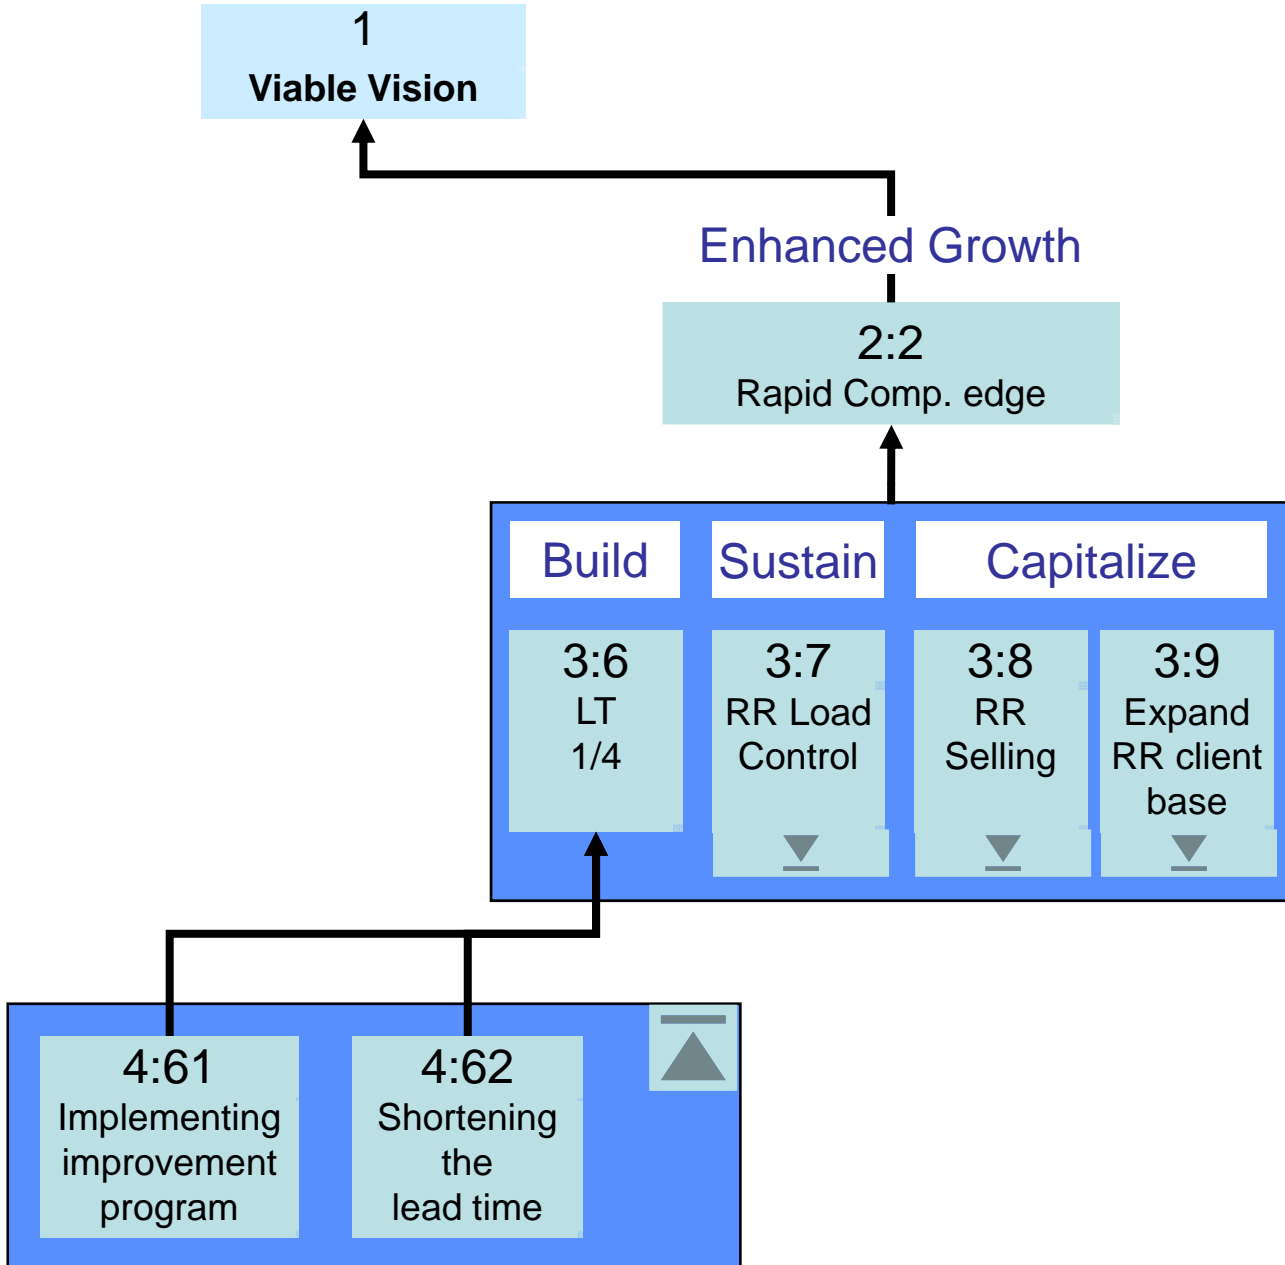 1
Viable Vision
Enhanced Growth
2:2
Rapid Comp. edge
Build
Sustain
Capitalize
3:6
LT
1/4
3:7
RR Load
Control
3:8
RR
Selling
3:9
Expand
RR client
base
4:61
Implementing
improvement
program
4:62
Shortening
the
lead time